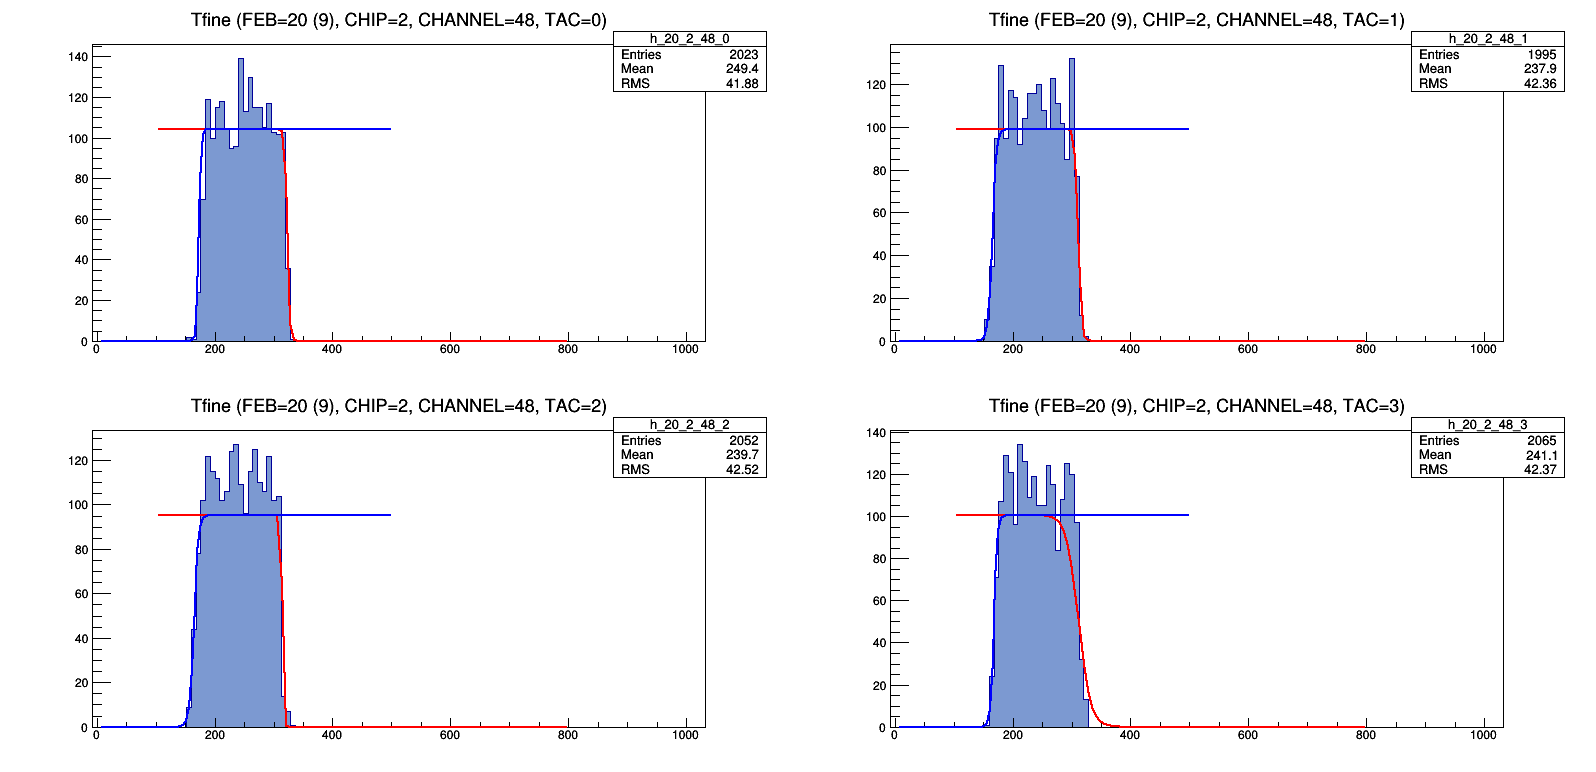 Tfine (FEB=20 (9), CHIP=2, CHANNEL=48, TAC=0)
h_20_2_48_0
Entries 2023
Mean 249.4
RMS 41.88
140
120
100
80
60
40
20
0
0 200 400 600 800 1000
Tfine (FEB=20 (9), CHIP=2, CHANNEL=48, TAC=1)
h_20_2_48_1
Entries 1995
Mean 237.9
RMS 42.36
120
100
80
60
40
20
0
0 200 400 600 800 1000
Tfine (FEB=20 (9), CHIP=2, CHANNEL=48, TAC=2)
h_20_2_48_2
Entries 2052
Mean 239.7
RMS 42.52
120
100
80
60
40
20
0
0 200 400 600 800 1000
Tfine (FEB=20 (9), CHIP=2, CHANNEL=48, TAC=3)
h_20_2_48_3
Entries 2065
Mean 241.1
RMS 42.37
140
120
100
80
60
40
20
0
0 200 400 600 800 1000